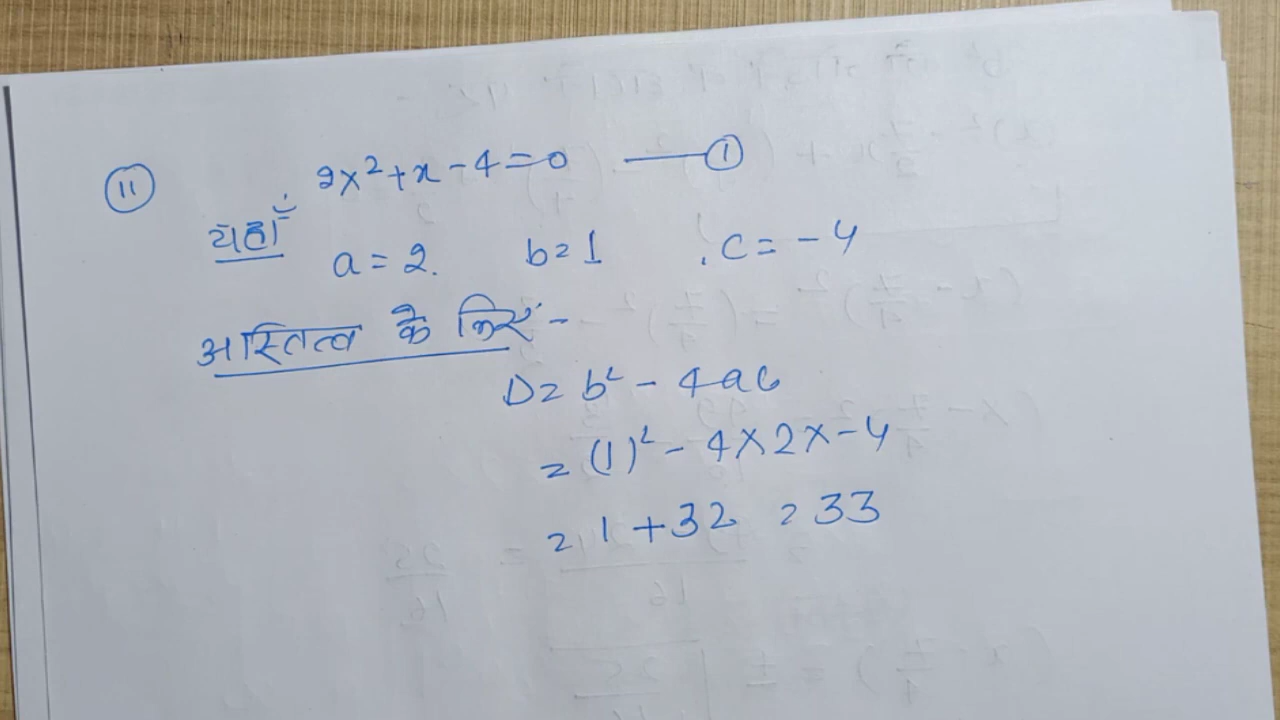 (11) 2x² + x - 4 = 0 —— (1)
यहाँ
a = 2. b = 1 , c = - 4
अस्तित्व के लिए -
D = b² - 4ac
= (1)² - 4 × 2 × - 4
= 1 + 32 = 33